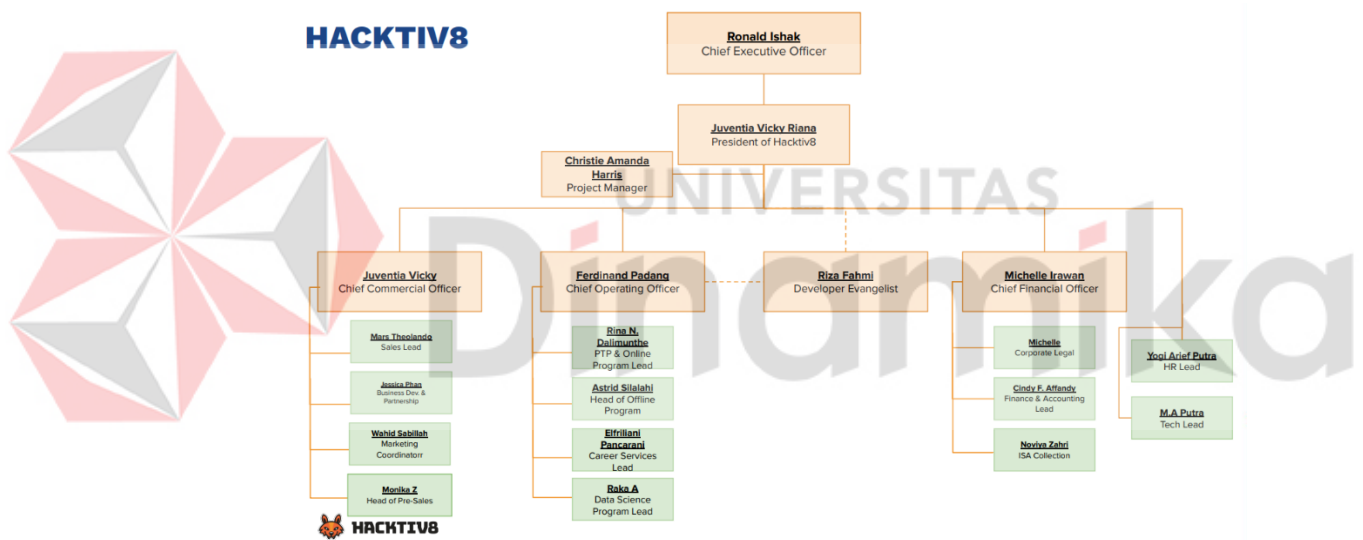 HACKTIV8
Ronald Ishak
Chief Executive Officer
Juventia Vicky Riana
President of Hacktiv8
Christie Amanda
Harris
Project Manager
UNIVERSITAS
Dinamika
Juventia Vicky
Chief Commercial Officer
Ferdinand Padang
Chief Operating Officer
Riza Fahmi
Developer Evangelist
Michelle Irawan
Chief Financial Officer
Mars Theolando
Sales Lead
Jessica Phan
Business Dev. &
Partnership
Wahid Sabillah
Marketing
Coordinatorr
Monika Z
Head of Pre-Sales
Rina N.
Dalimunthe
PTP & Online
Program Lead
Astrid Silalahi
Head of Offline
Program
Elfriliani
Pancarani
Career Services
Lead
Raka A
Data Science
Program Lead
Michelle
Corporate Legal
Cindy F. Affandy
Finance & Accounting
Lead
Noviya Zahri
ISA Collection
Yogi Arief Putra
HR Lead
M.A Putra
Tech Lead
HACKTIV8